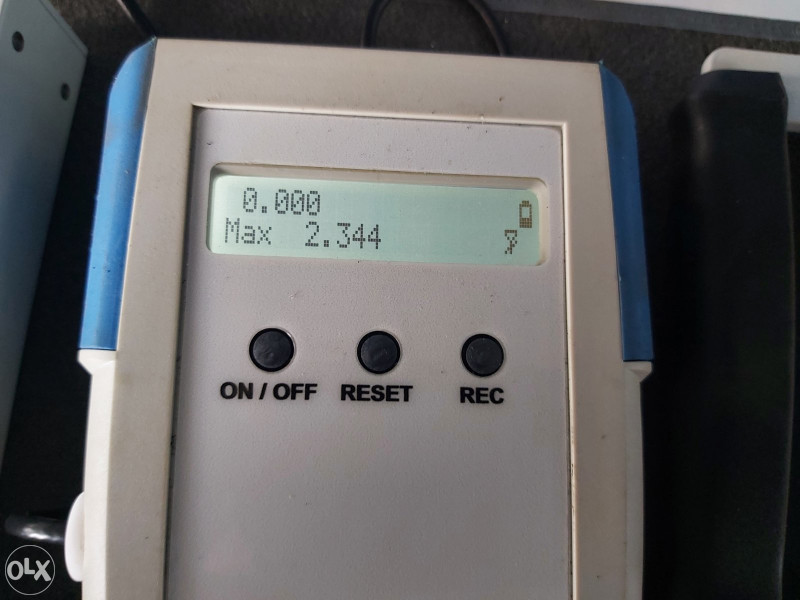 0.000
Max 2.344
ON / OFF
RESET
REC
OLX